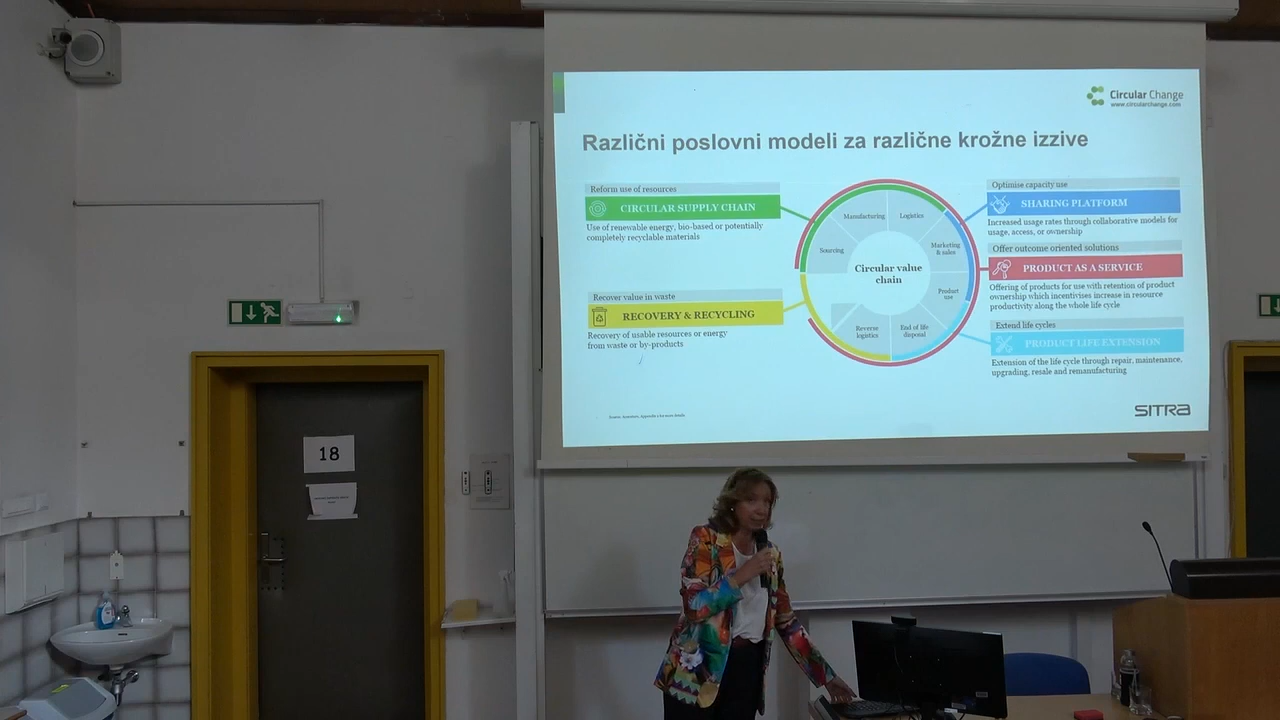 Circular Change
www.circularchange.com
Različni poslovni modeli za različne krožne izzive
Reform use of resources
CIRCULAR SUPPLY CHAIN
Use of renewable energy, bio-based or potentially
completely recyclable materials
Recover value in waste
RECOVERY & RECYCLING
Recovery of usable resources or energy
from waste or by-products
Manufacturing
Logistics
Sourcing
Marketing
& sales
Circular value
chain
Product
use
Reverse
logistics
End of life
disposal
Optimise capacity use
SHARING PLATFORM
Increased usage rates through collaborative models for
usage, access, or ownership
Offer outcome oriented solutions
PRODUCT AS A SERVICE
Offering of products for use with retention of product
ownership which incentivises increase in resource
productivity along the whole life cycle
Extend life cycles
PRODUCT LIFE EXTENSION
Extension of the life cycle through repair, maintenance,
upgrading, resale and remanufacturing
SITRA
18